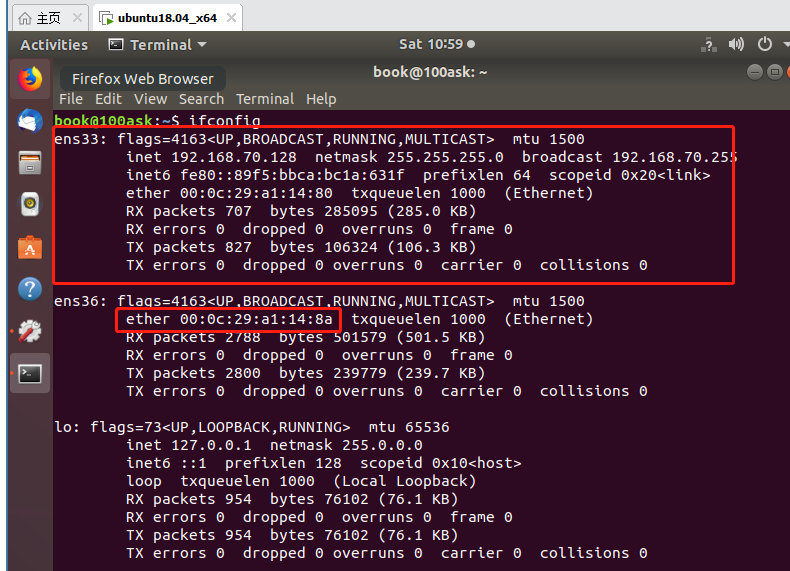 主页
ubuntu18.04_x64
Activities Terminal Sat 10:59
Firefox Web Browser
book@100ask: ~
File Edit View Search Terminal Help
book@100ask:~$ ifconfig
ens33: flags=4163<UP,BROADCAST,RUNNING,MULTICAST>  mtu 1500
        inet 192.168.70.128  netmask 255.255.255.0  broadcast 192.168.70.255
        inet6 fe80::89f5:bbca:bc1a:631f  prefixlen 64  scopeid 0x20<link>
        ether 00:0c:29:a1:14:80  txqueuelen 1000  (Ethernet)
        RX packets 707  bytes 285095 (285.0 KB)
        RX errors 0  dropped 0  overruns 0  frame 0
        TX packets 827  bytes 106324 (106.3 KB)
        TX errors 0  dropped 0 overruns 0  carrier 0  collisions 0
ens36: flags=4163<UP,BROADCAST,RUNNING,MULTICAST>  mtu 1500
        ether 00:0c:29:a1:14:8a  txqueuelen 1000  (Ethernet)
        RX packets 2788  bytes 501579 (501.5 KB)
        RX errors 0  dropped 0  overruns 0  frame 0
        TX packets 2800  bytes 239779 (239.7 KB)
        TX errors 0  dropped 0 overruns 0  carrier 0  collisions 0
lo: flags=73<UP,LOOPBACK,RUNNING>  mtu 65536
        inet 127.0.0.1  netmask 255.0.0.0
        inet6 ::1  prefixlen 128  scopeid 0x10<host>
        loop  txqueuelen 1000  (Local Loopback)
        RX packets 954  bytes 76102 (76.1 KB)
        RX errors 0  dropped 0  overruns 0  frame 0
        TX packets 954  bytes 76102 (76.1 KB)
        TX errors 0  dropped 0 overruns 0  carrier 0  collisions 0